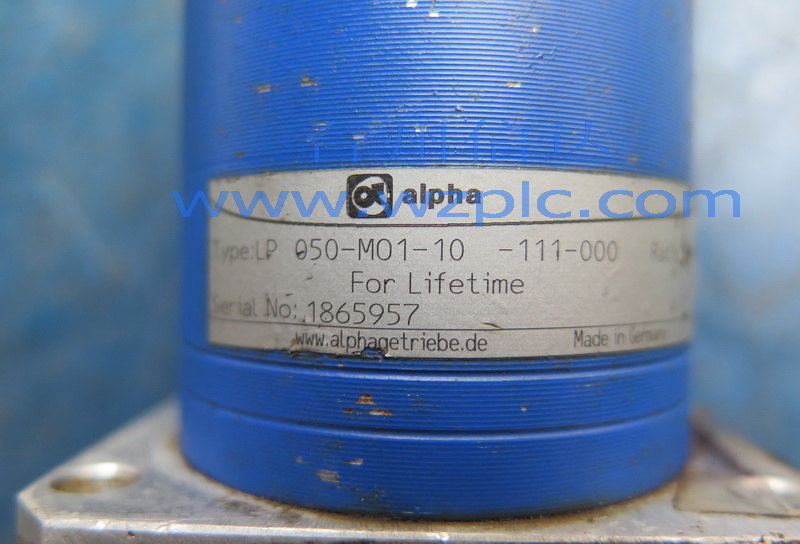 alpha
www.wzplc.com
Type: LP 050-M01-10 -111-000
For Lifetime
Serial No: 1865957
www.alphagetriebe.de Made in Germany